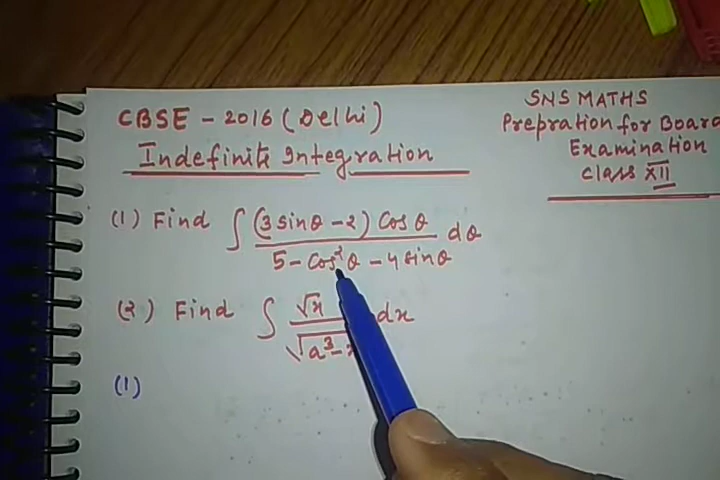 CBSE - 2016 (Delhi)
Indefinite Integration
SNS MATHS
Prepration for Board
Examination
Class XII
(1) Find ∫ (3 sinθ - 2) Cos θ / 5 - Cos²θ - 4 sinθ dθ
(2) Find ∫ √x / √a³ - dx
(1)